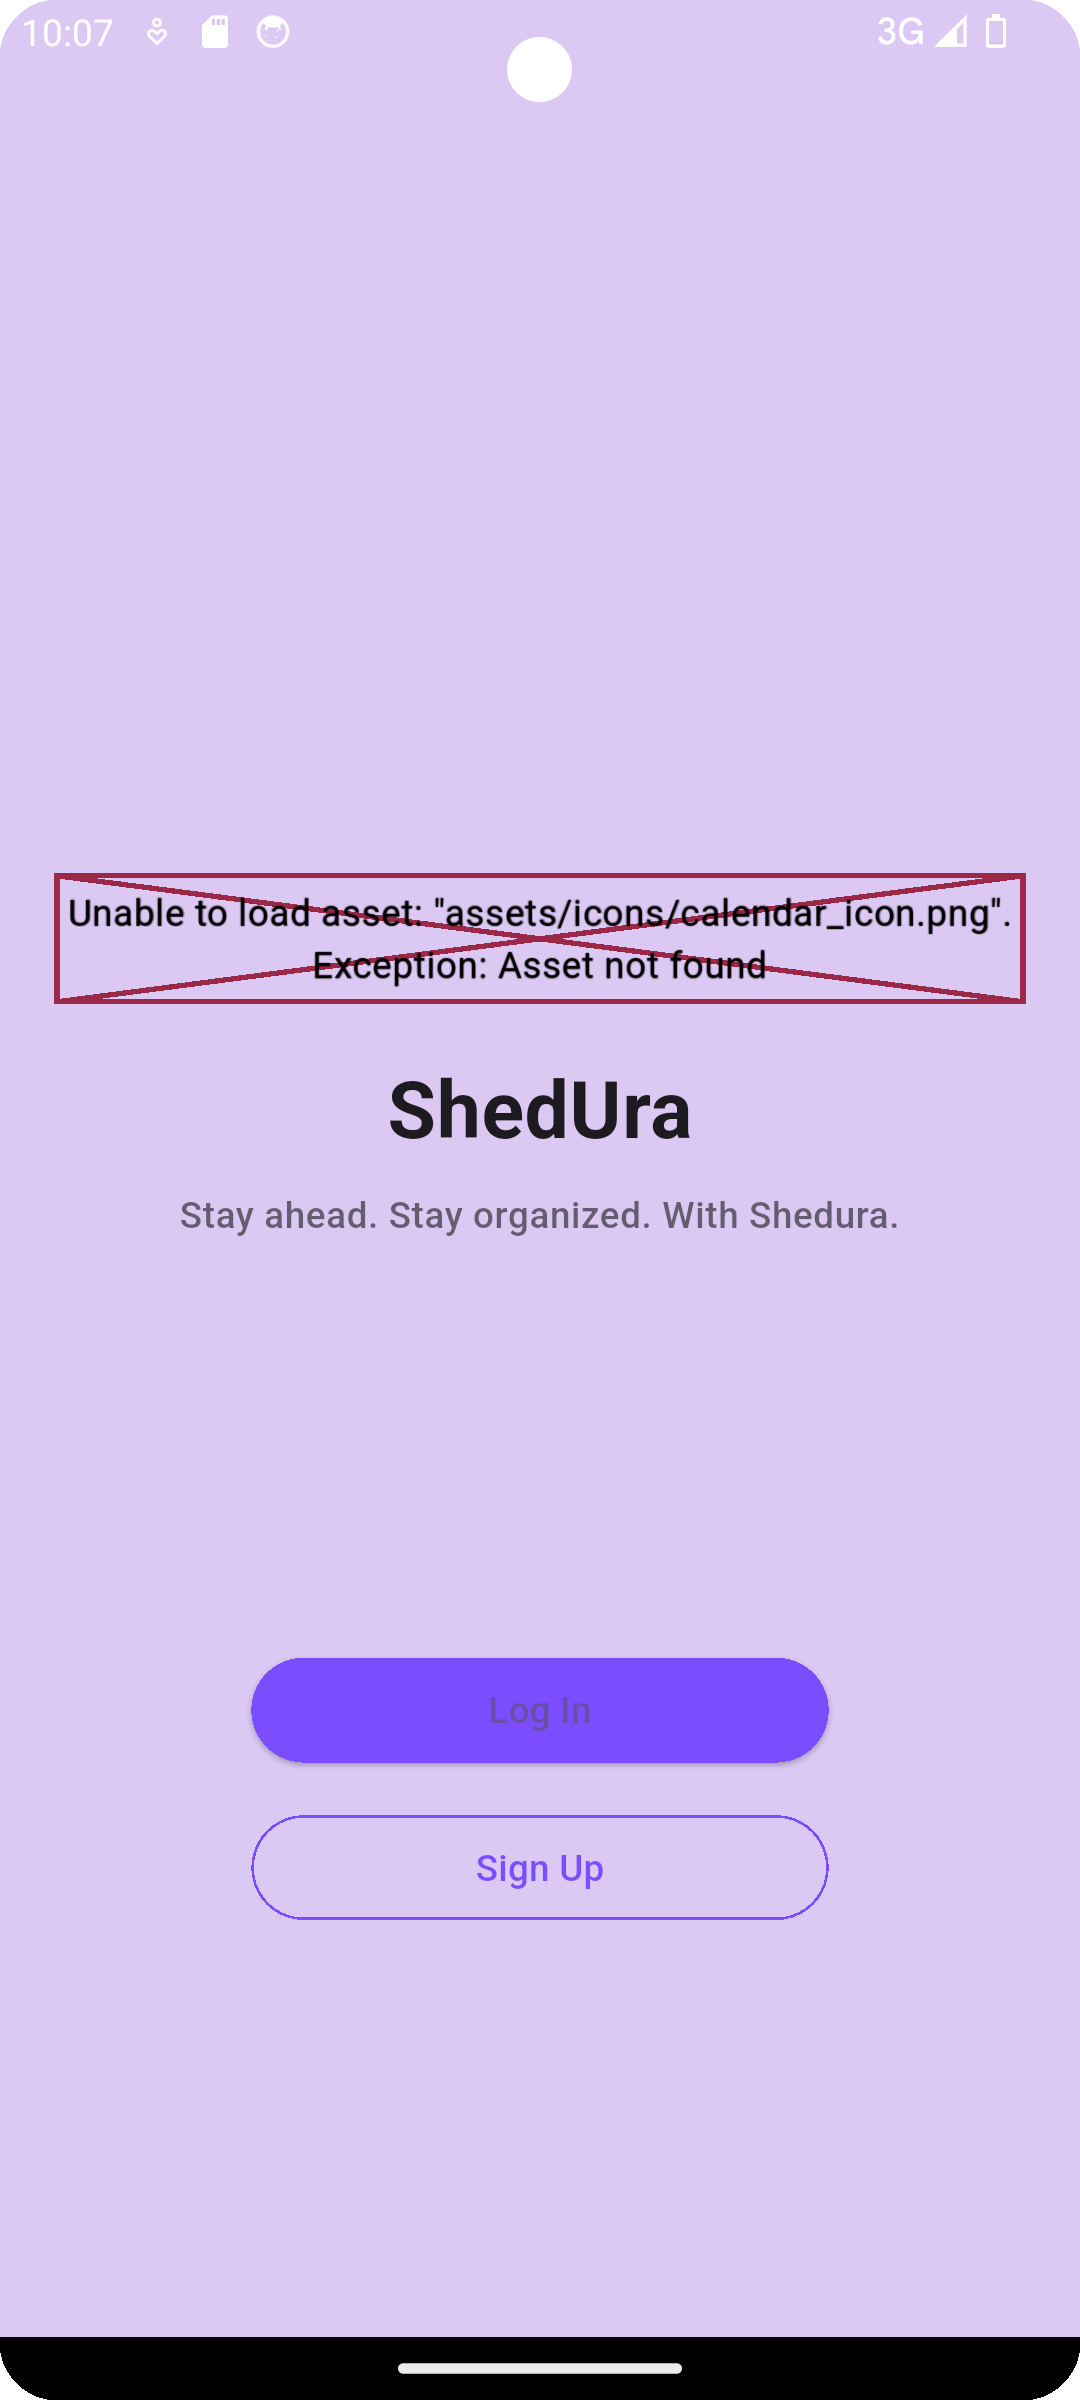 10:07
3G
Unable to load asset: "assets/icons/calendar_icon.png".
Exception: Asset not found
ShedUra
Stay ahead. Stay organized. With Shedura.
Log In
Sign Up